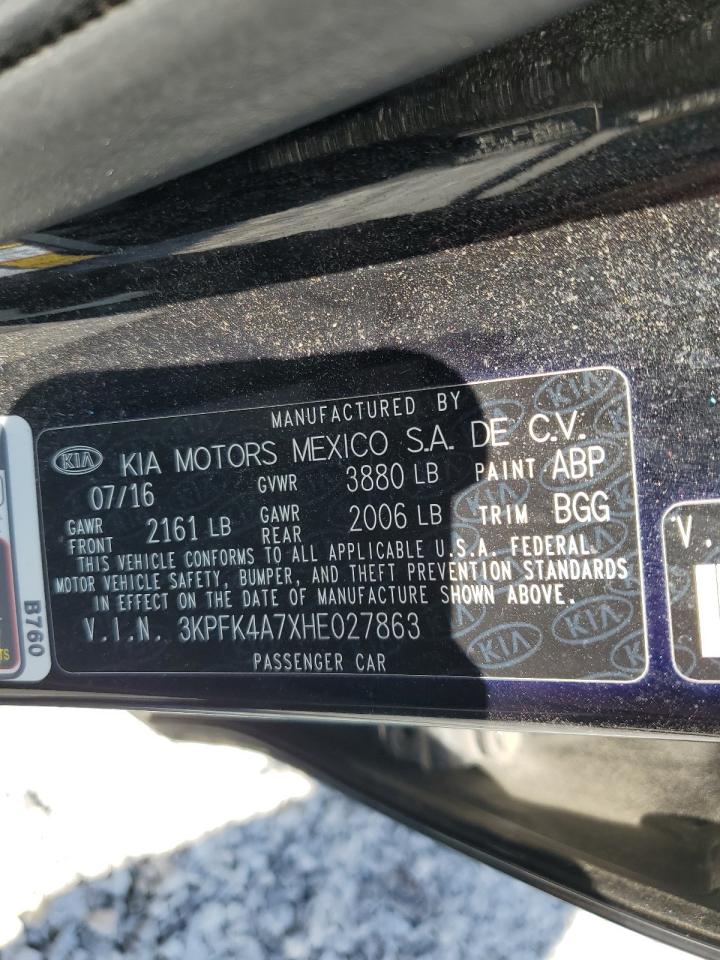 MANUFACTURED BY
KIA KIA MOTORS MEXICO S.A. DE C.V.
07/16 GVWR 3880 LB PAINT ABP
GAWR FRONT 2161 LB GAWR REAR 2006 LB TRIM BGG
THIS VEHICLE CONFORMS TO ALL APPLICABLE U.S.A. FEDERAL
MOTOR VEHICLE SAFETY, BUMPER, AND THEFT PREVENTION STANDARDS
IN EFFECT ON THE DATE OF MANUFACTURE SHOWN ABOVE.
V.I.N. 3KPFK4A7XHE027863
PASSENGER CAR
B760
V.